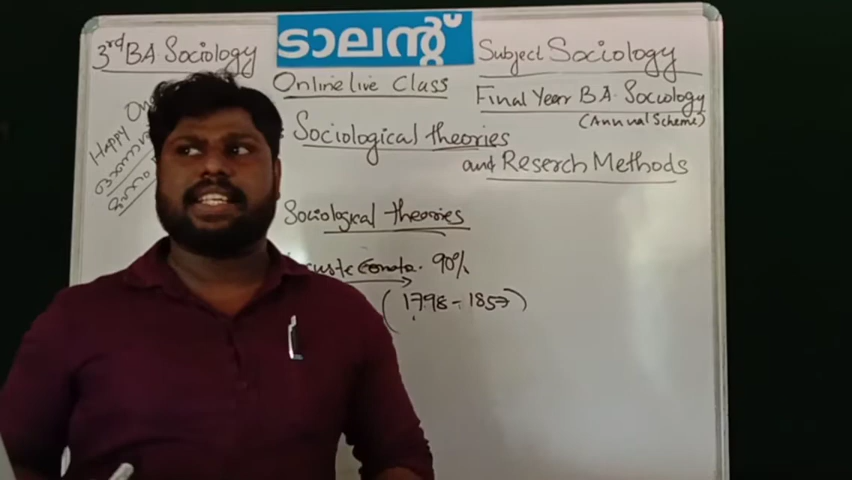 3rd BA Sociology
ടാലന്റ്
Subject Sociology
Online live Class
Final Year B.A. Sociology
(Annual Scheme)
Happy
Sociological theories
and Reserch Methods
Sociological theories
90%
(1798-1857)